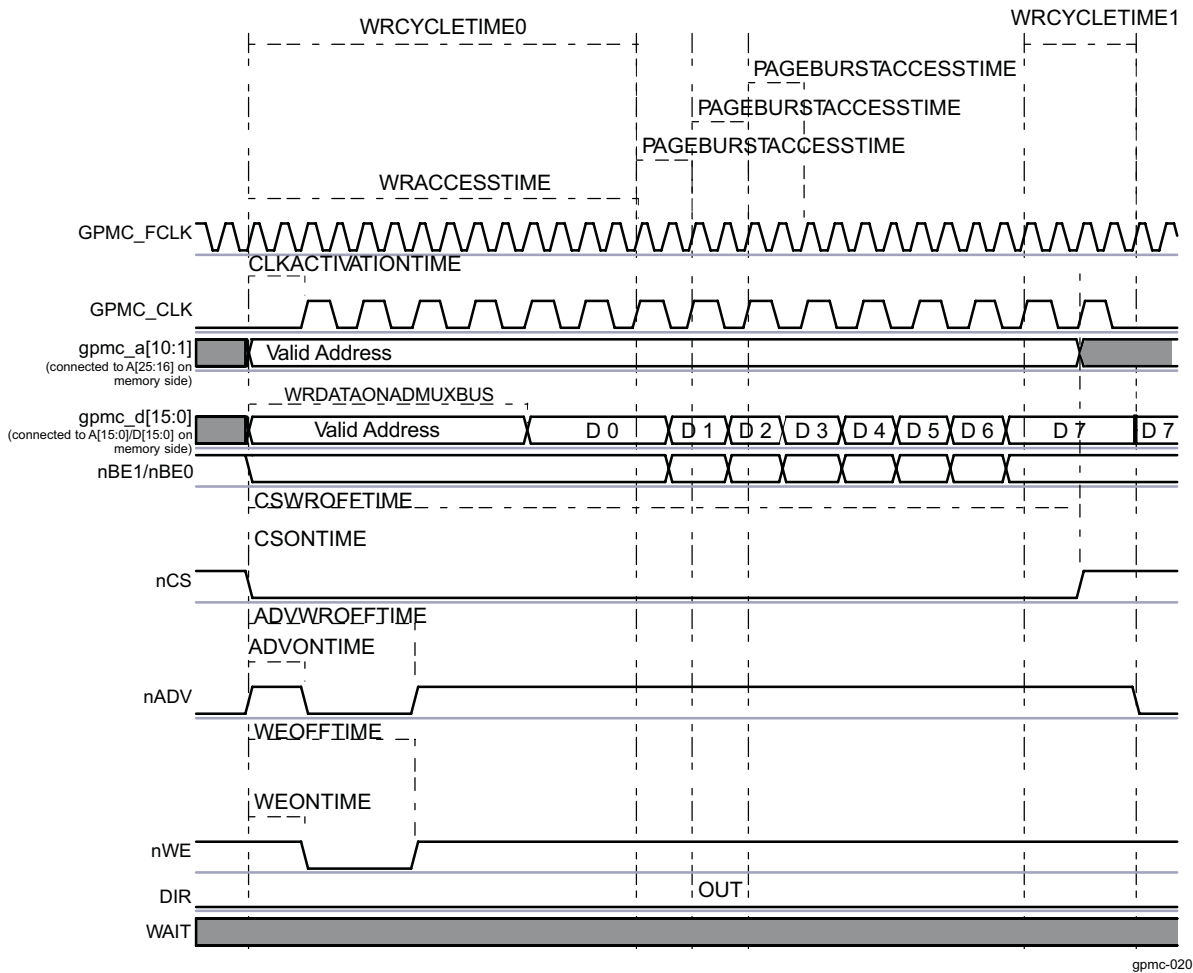 WRCYCLETIME0
WRCYCLETIME1
PAGEBURSTACCESSTIME
PAGEBURSTACCESSTIME
PAGEBURSTACCESSTIME
WRACCESSTIME
GPMC_FCLK
CLKACTIVATIONTIME
GPMC_CLK
gpmc_a[10:1]
(connected to A[25:16] on
memory side)
Valid Address
WRDATAONADMUXBUS
gpmc_d[15:0]
(connected to A[15:0]/D[15:0] on
memory side)
Valid Address D 0 D 1 D 2 D 3 D 4 D 5 D 6 D 7 D 7
nBE1/nBE0
CSWROFFTIME
CSONTIME
nCS
ADVWROFFTIME
ADVONTIME
nADV
WEOFFTIME
WEONTIME
nWE
DIR OUT
WAIT
gpmc-020